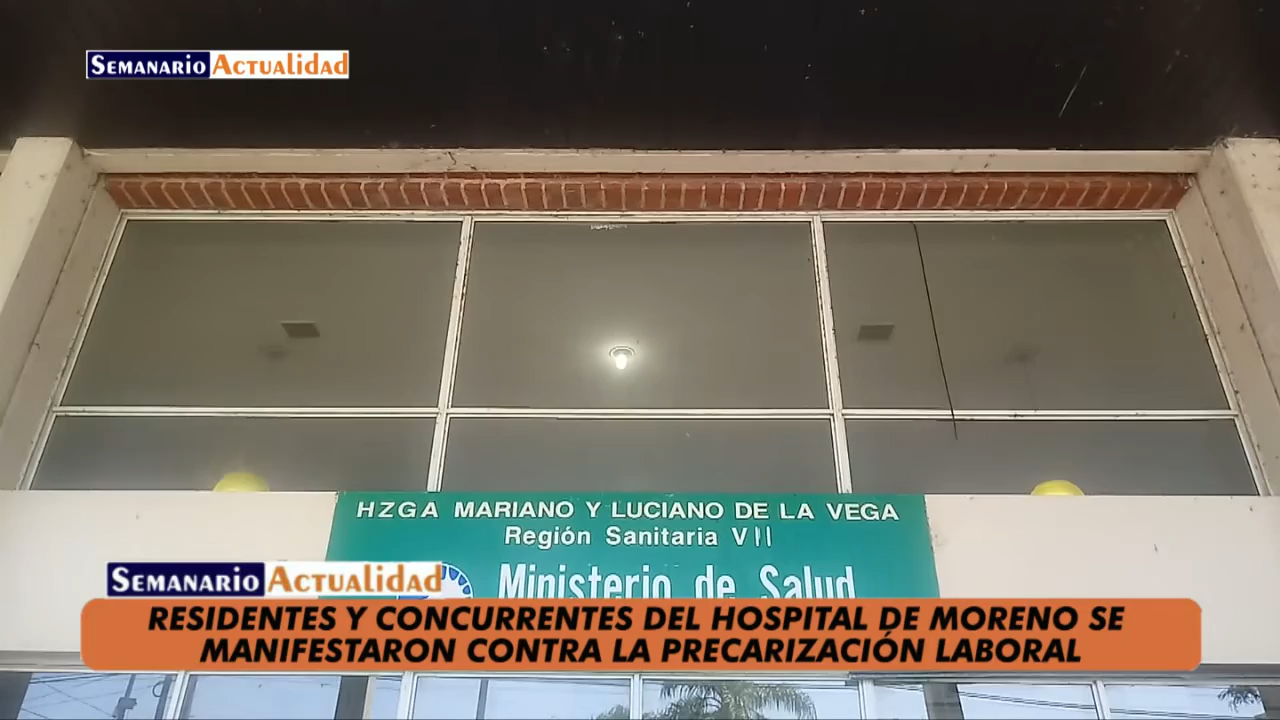 SEMANARIO ACTUALIDAD
HZGA MARIANO Y LUCIANO DE LA VEGA
Región Sanitaria VII
Ministerio de Salud
SEMANARIO ACTUALIDAD
RESIDENTES Y CONCURRENTES DEL HOSPITAL DE MORENO SE
MANIFESTARON CONTRA LA PRECARIZACIÓN LABORAL